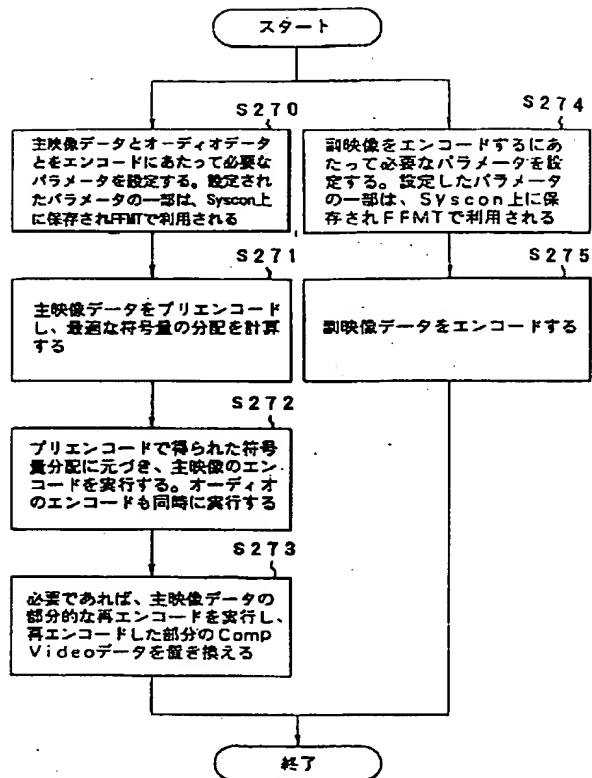 スタート
S270
主映像データとオーディオデータ
とをエンコードにあたって必要な
パラメータを設定する。設定され
たパラメータの一部は、Syscon上
に保存されFFMTで利用される
S271
主映像データをプリエンコード
し、最適な符号量の分配を計算
する
S272
プリエンコードで得られた符号
量分配に元づき、主映像のエン
コードを実行する。オーディオ
のエンコードも同時に実行する
S273
必要であれば、主映像データの
部分的な再エンコードを実行し、
再エンコードした部分のComp
Videoデータを置き換える
S274
副映像をエンコードするにあ
たって必要なパラメータを設
定する。設定したパラメータ
の一部は、Syscon上に保
存されFFMTで利用される
S275
副映像データをエンコードする
終了